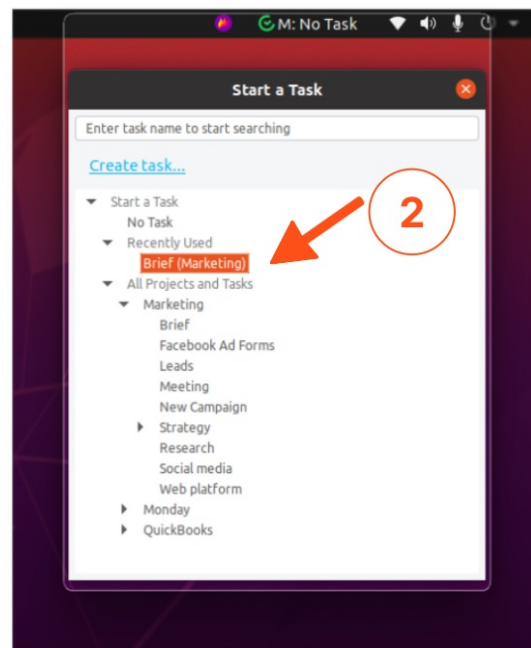 M: No Task
Start a Task
Enter task name to start searching
Create task...
2
Start a Task
No Task
Recently Used
Brief (Marketing)
All Projects and Tasks
Marketing
Brief
Facebook Ad Forms
Leads
Meeting
New Campaign
Strategy
Research
Social media
Web platform
Monday
QuickBooks